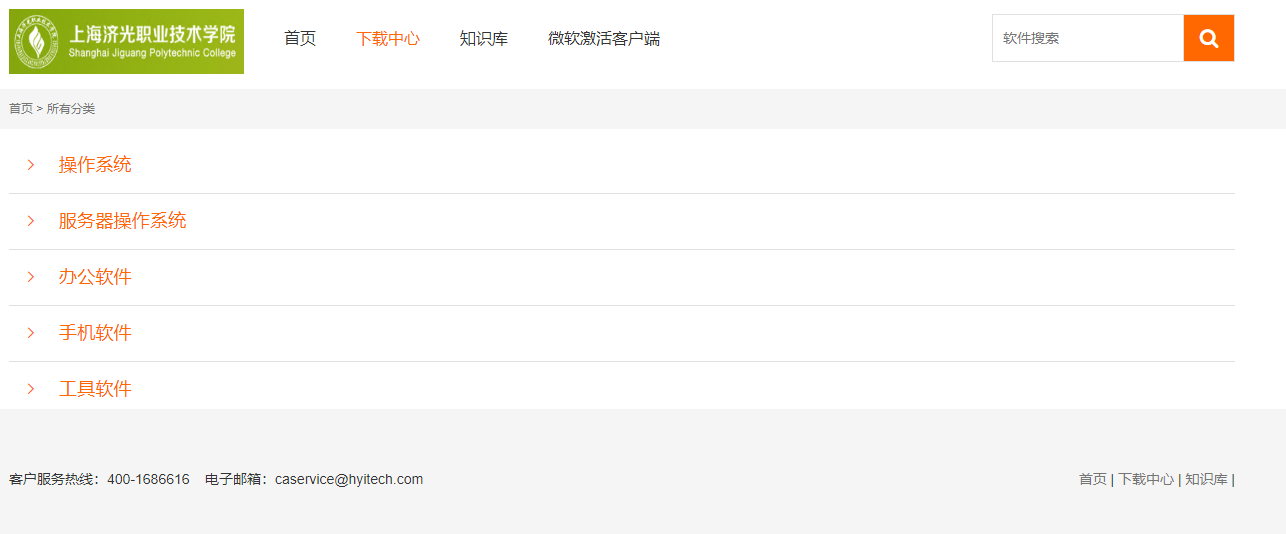 上海济光职业技术学院
Shanghai Jiguang Polytechnic College
首页 下载中心 知识库 微软激活客户端
软件搜索
首页 > 所有分类
操作系统
服务器操作系统
办公软件
手机软件
工具软件
客户服务热线：400-1686616 电子邮箱：caservice@hyitech.com
首页 | 下载中心 | 知识库 |